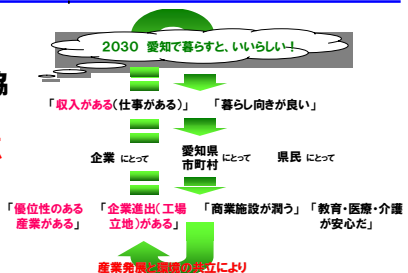 2030 愛知で暮らすと、いいらしい！
「収入がある(仕事がある)」 「暮らし向きが良い」
企業 にとって 愛知県 市町村 にとって 県民 にとって
「優位性のある 「企業進出(工場 「商業施設が潤う」 「教育・医療・介護
産業がある」 立地)がある」 が安心だ」
産業発展と環境の共立により